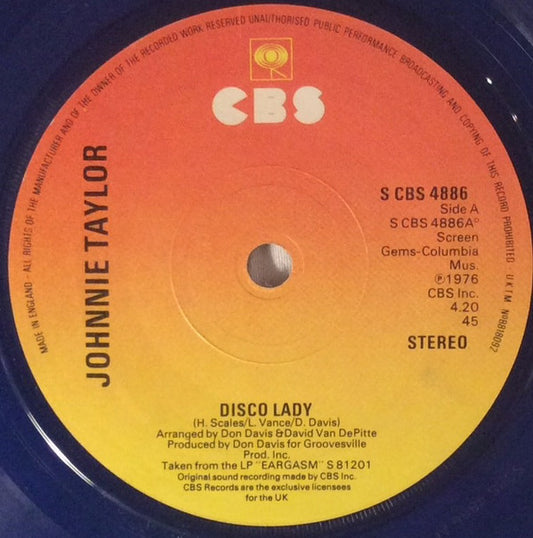 MADE IN ENGLAND - ALL RIGHTS OF THE MANUFACTURER AND OF THE OWNER OF THE RECORDED WORK RESERVED UNAUTHORISED PUBLIC PERFORMANCE BROADCASTING AND COPYING OF THIS RECORD PROHIBITED U.K.T.M. Nº8818092
CBS
JOHNNIE TAYLOR
S CBS 4886
Side A
S CBS 4886A°
Screen
Gems-Columbia
Mus.
℗1976
CBS Inc.
4.20
45
STEREO
DISCO LADY
(H. Scales/L. Vance/D. Davis)
Arranged by Don Davis & David Van DePitte
Produced by Don Davis for Groovesville
Prod. Inc.
Taken from the LP "EARGASM" S 81201
Original sound recording made by CBS Inc.
CBS Records are the exclusive licensees
for the UK